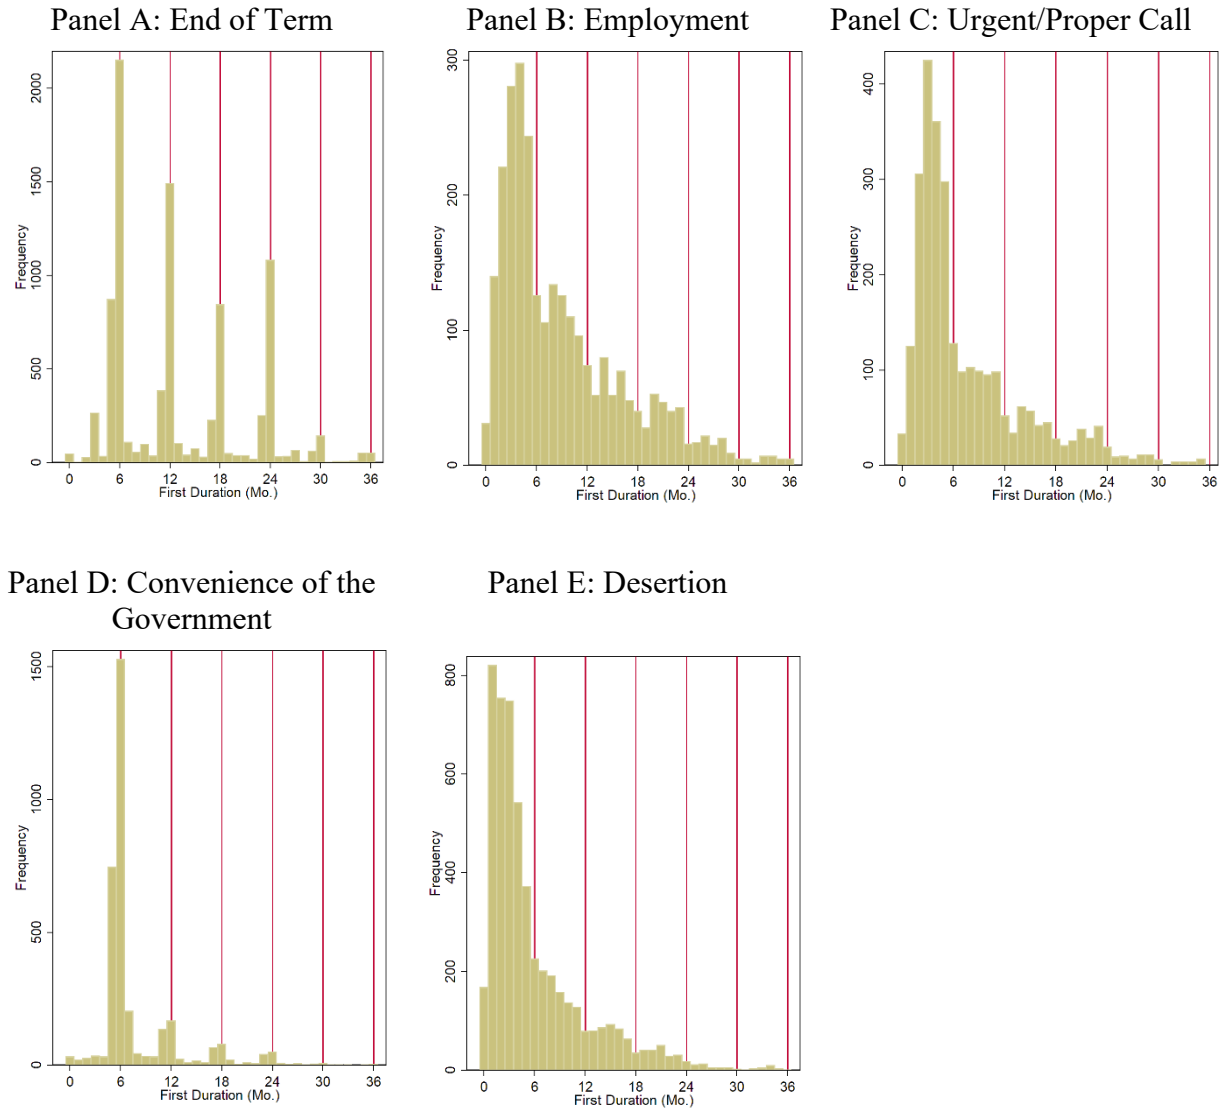 Panel A: End of Term
2000
1500
1000
500
0
Frequency
0 6 12 18 24 30 36
First Duration (Mo.)
Panel B: Employment
300
200
100
0
Frequency
0 6 12 18 24 30 36
First Duration (Mo.)
Panel C: Urgent/Proper Call
400
300
200
100
0
Frequency
0 6 12 18 24 30 36
First Duration (Mo.)
Panel D: Convenience of the
Government
1500
1000
500
0
Frequency
0 6 12 18 24 30 36
First Duration (Mo.)
Panel E: Desertion
800
600
400
200
0
Frequency
0 6 12 18 24 30 36
First Duration (Mo.)